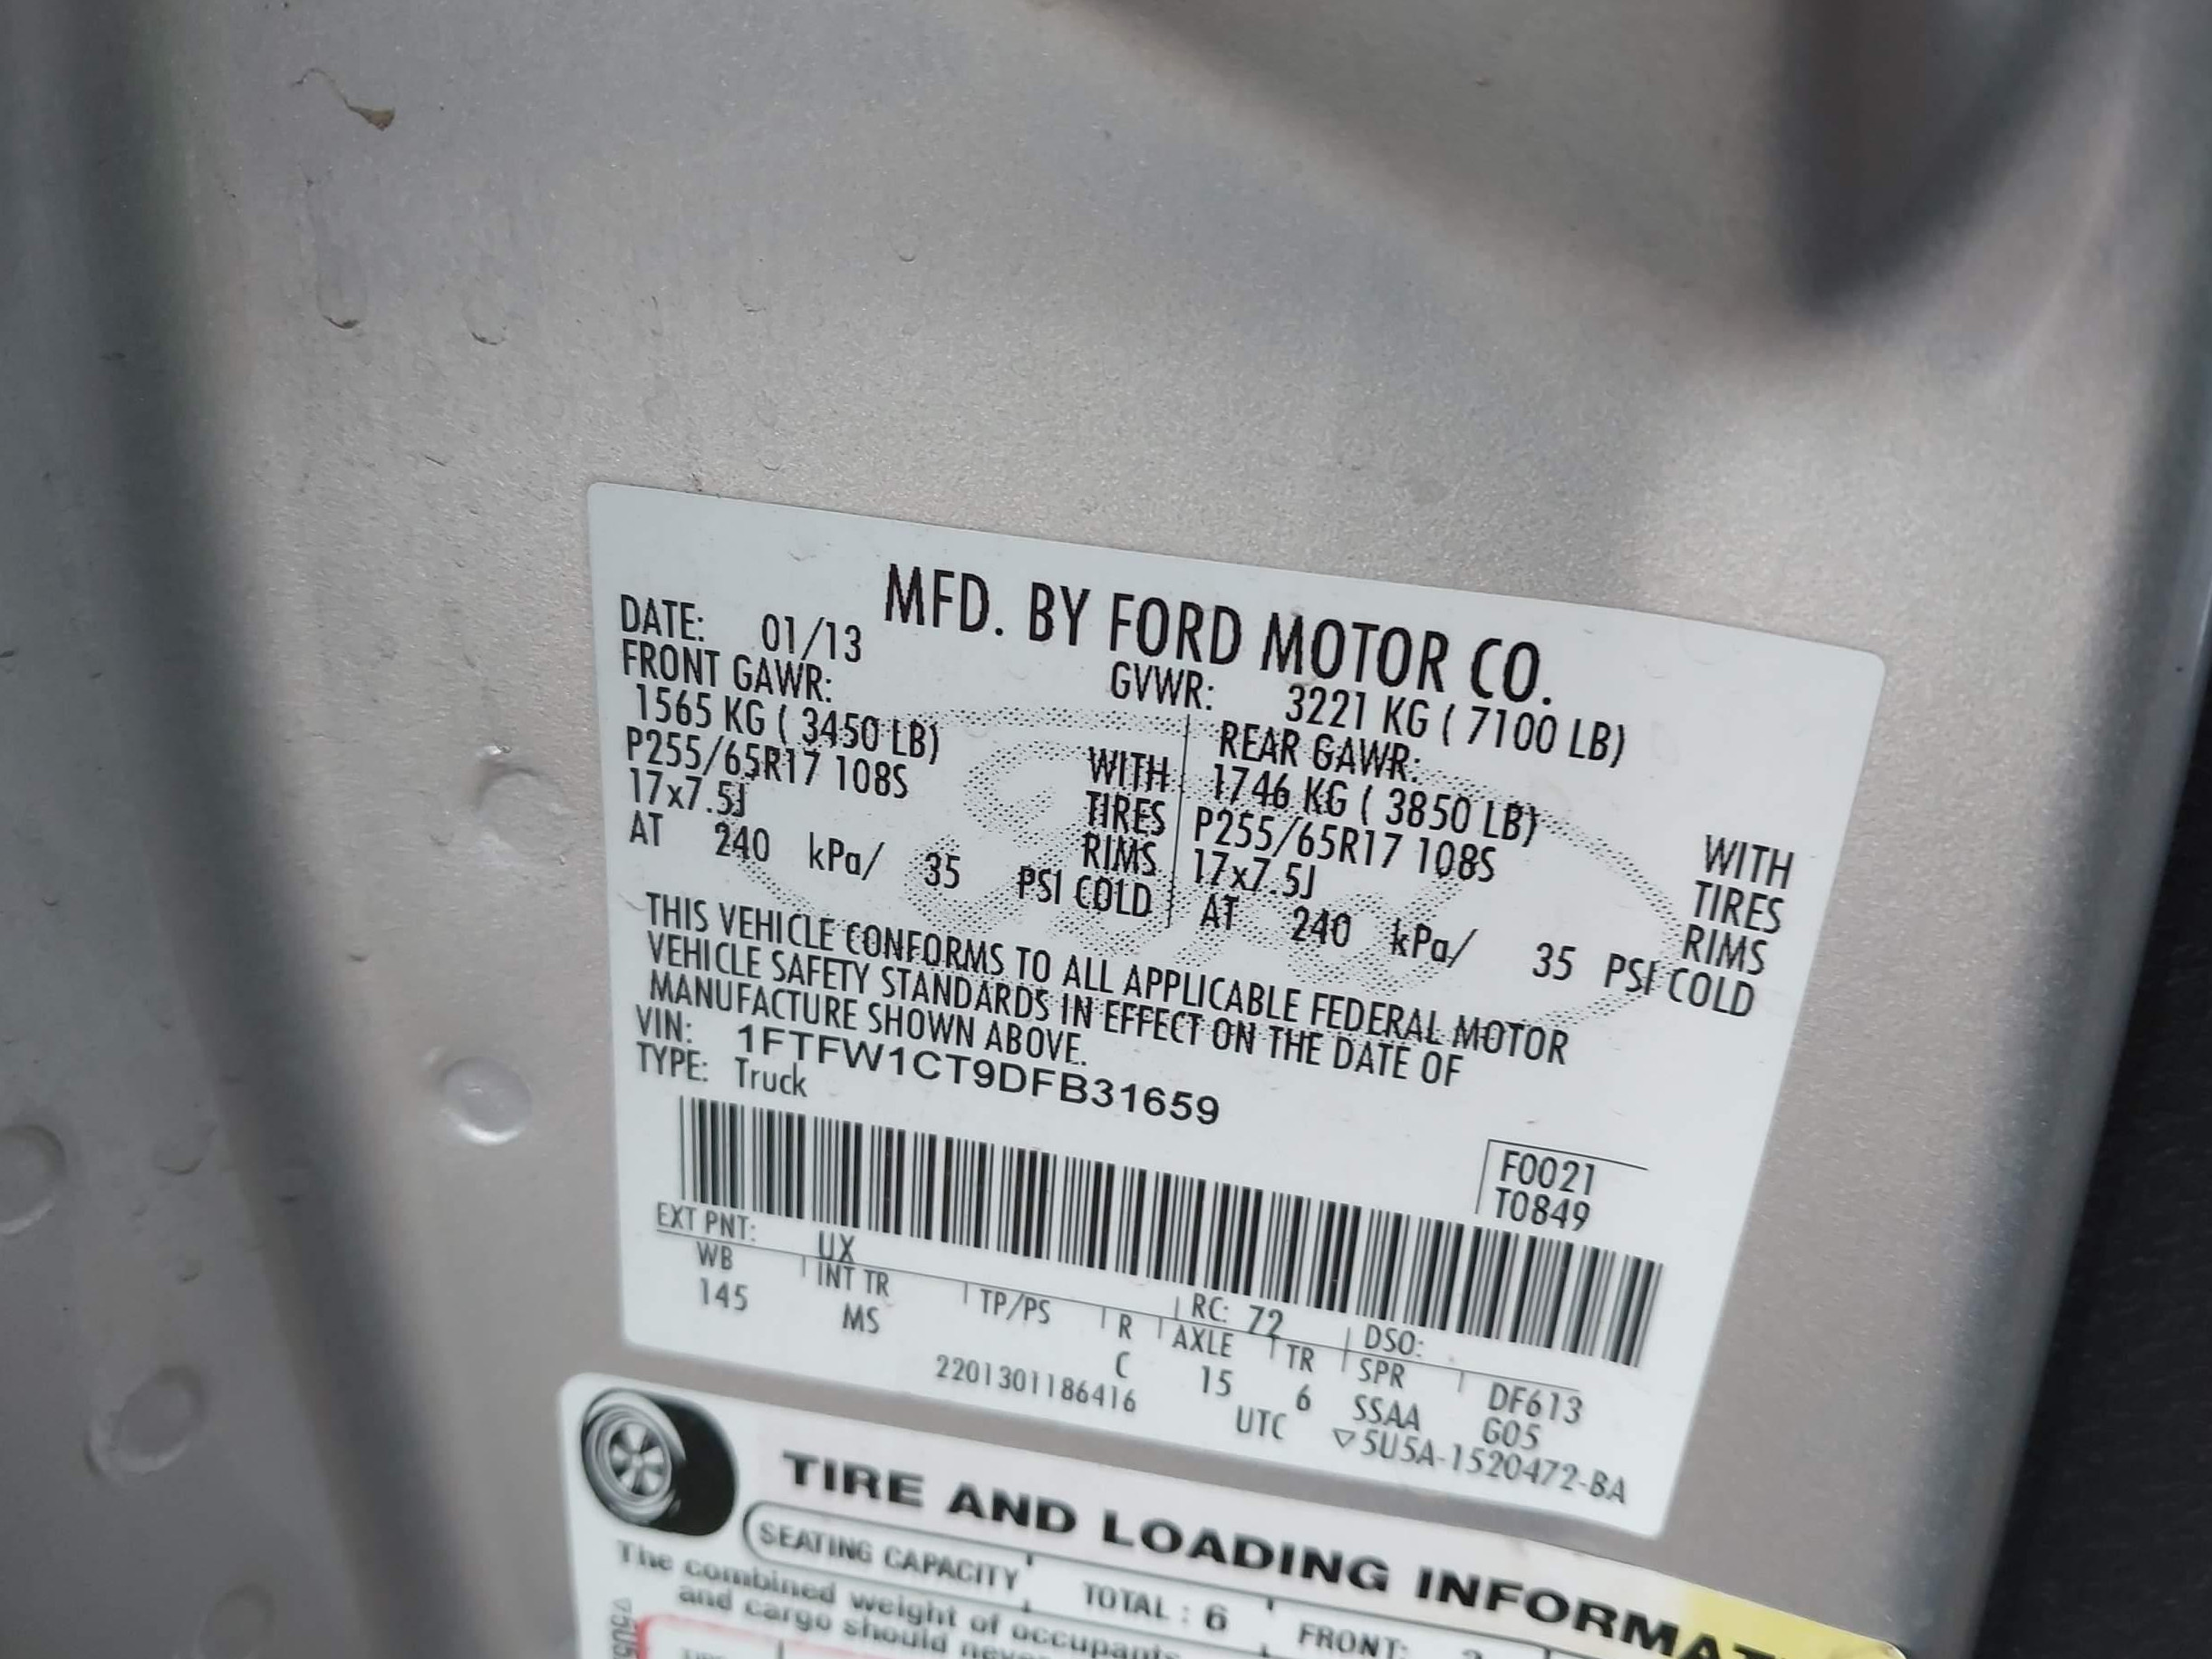 MFD. BY FORD MOTOR CO.
DATE: 01/13
GVWR: 3221 KG ( 7100 LB)
FRONT GAWR:
1565 KG ( 3450 LB) WITH
P255/65R17 108S TIRES
17x7.5J RIMS
AT 240 kPa/ 35 PSI COLD
REAR GAWR:
1746 KG ( 3850 LB) WITH
P255/65R17 108S TIRES
17x7.5J RIMS
AT 240 kPa/ 35 PSI COLD
THIS VEHICLE CONFORMS TO ALL APPLICABLE FEDERAL MOTOR
VEHICLE SAFETY STANDARDS IN EFFECT ON THE DATE OF
MANUFACTURE SHOWN ABOVE.
VIN: 1FTFW1CT9DFB31659
TYPE: Truck
F0021
T0849
EXT PNT: UX RC: 72 DSO:
WB INT TR TP/PS R AXLE TR SPR DF613
145 MS C 15 6 SSAA G05
2201301186416 UTC ▽5U5A-1520472-BA
TIRE AND LOADING INFORMAT
SEATING CAPACITY TOTAL : 6 FRONT:
The combined weight of occupants
and cargo should never
▽5U5